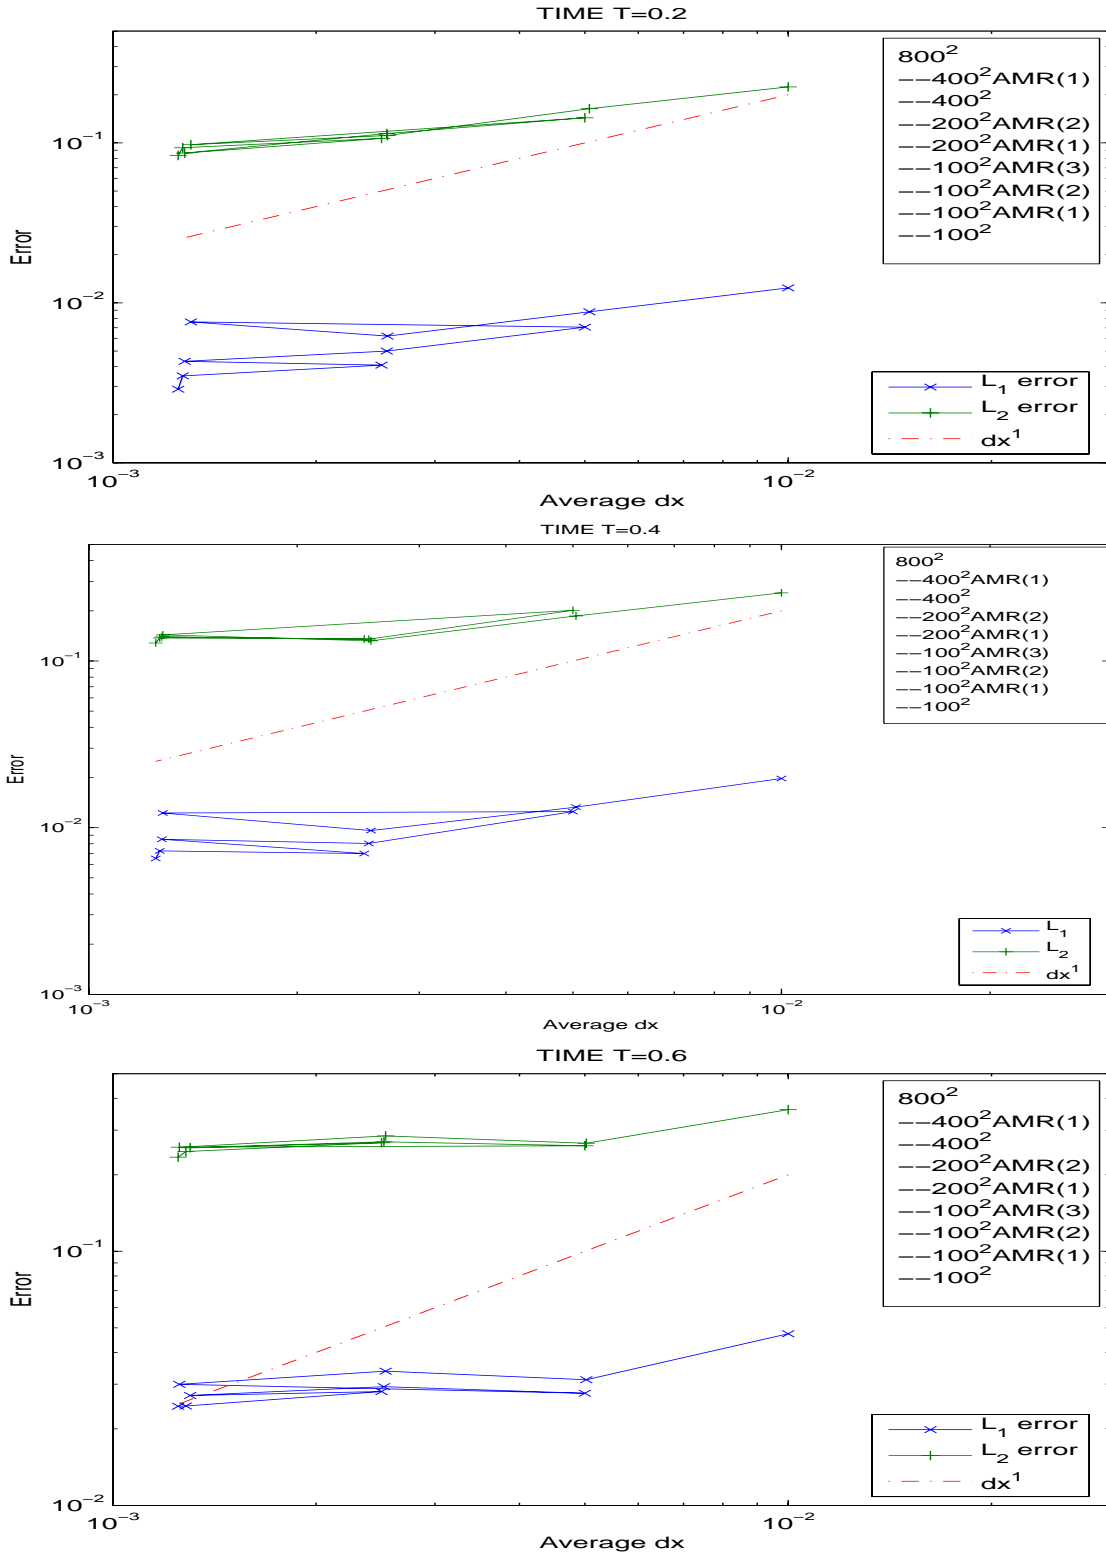 TIME T=0.2
10⁻¹
10⁻²
10⁻³
Error
10⁻³
10⁻²
Average dx
800²
−−400²AMR(1)
−−400²
−−200²AMR(2)
−−200²AMR(1)
−−100²AMR(3)
−−100²AMR(2)
−−100²AMR(1)
−−100²
L₁ error
L₂ error
dx¹
TIME T=0.4
10⁻¹
10⁻²
10⁻³
Error
10⁻³
10⁻²
Average dx
800²
−−400²AMR(1)
−−400²
−−200²AMR(2)
−−200²AMR(1)
−−100²AMR(3)
−−100²AMR(2)
−−100²AMR(1)
−−100²
L₁
L₂
dx¹
TIME T=0.6
10⁻¹
10⁻²
Error
10⁻³
10⁻²
Average dx
800²
−−400²AMR(1)
−−400²
−−200²AMR(2)
−−200²AMR(1)
−−100²AMR(3)
−−100²AMR(2)
−−100²AMR(1)
−−100²
L₁ error
L₂ error
dx¹